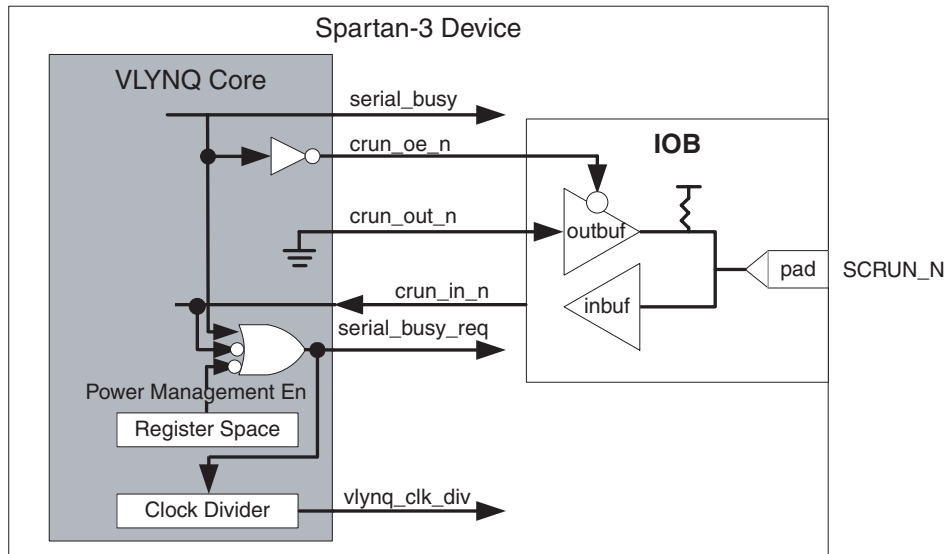 Spartan-3 Device
VLYNQ Core
serial_busy
crun_oe_n
IOB
crun_out_n
outbuf
pad
SCRUN_N
crun_in_n
inbuf
serial_busy_req
Power Management En
Register Space
Clock Divider
vlynq_clk_div